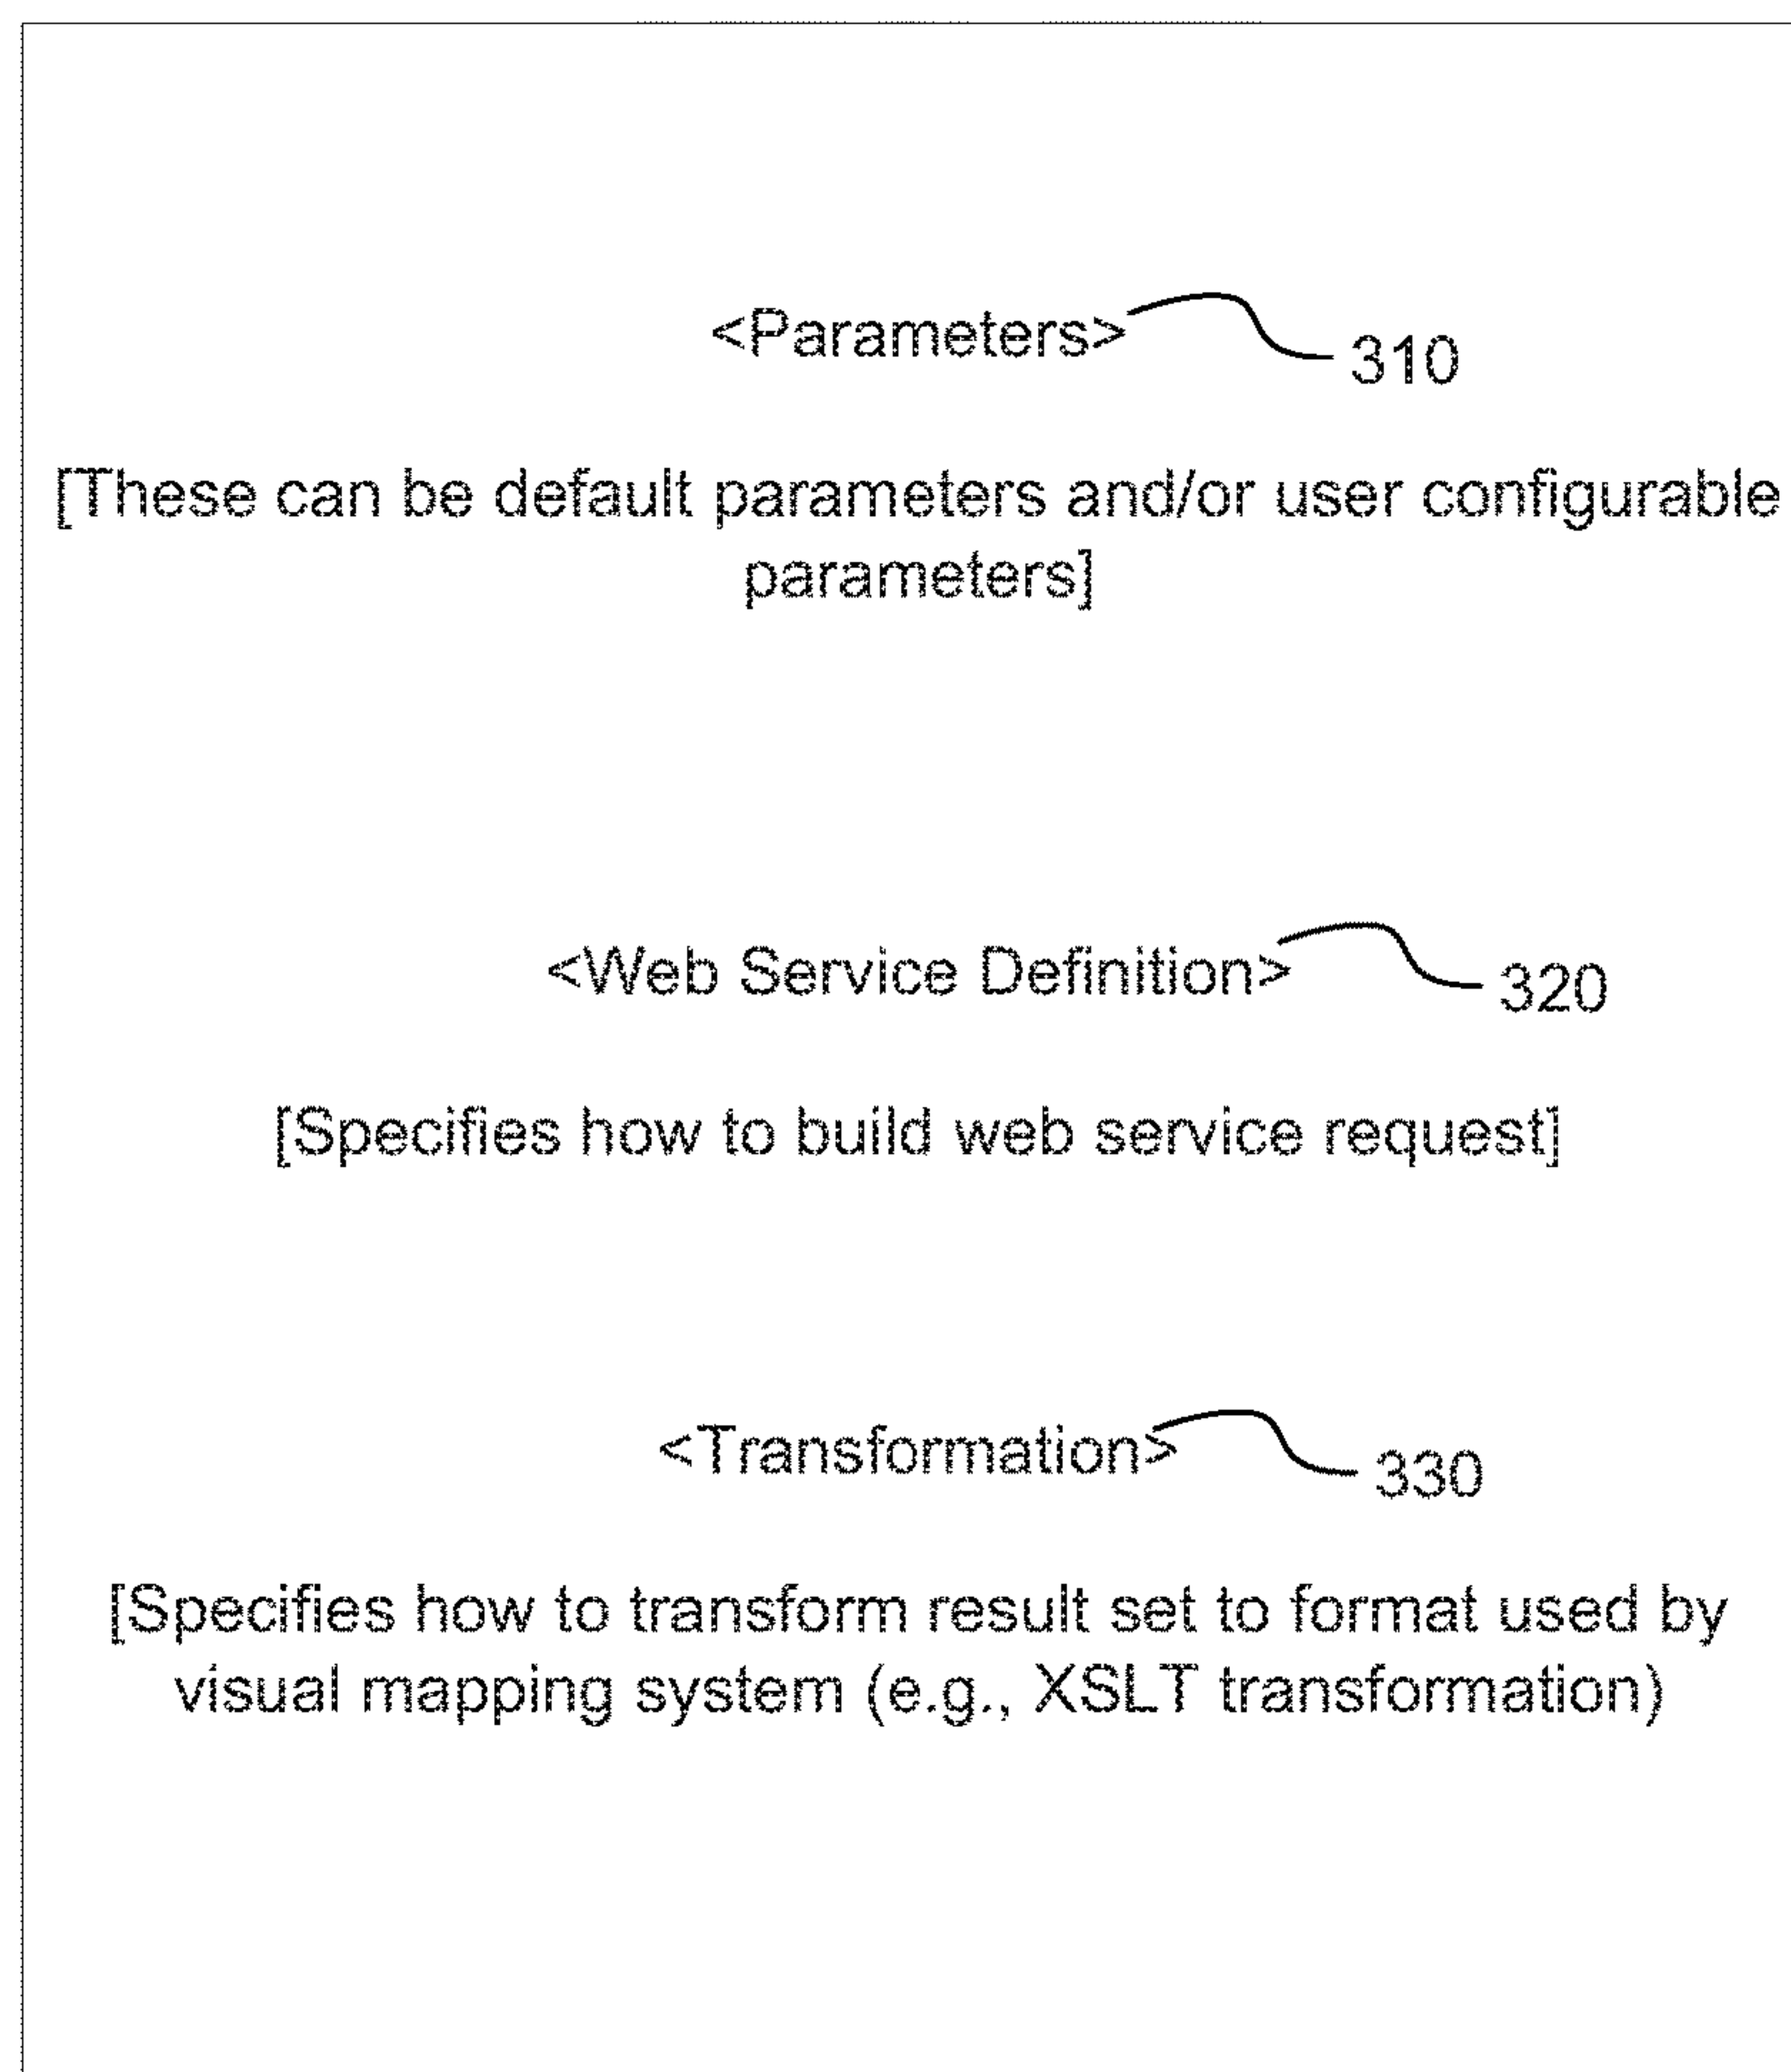 <Parameters>
310
[These can be default parameters and/or user configurable
parameters]
<Web Service Definition>
320
[Specifies how to build web service request]
<Transformation>
330
[Specifies how to transform result set to format used by
visual mapping system (e.g., XSLT transformation)